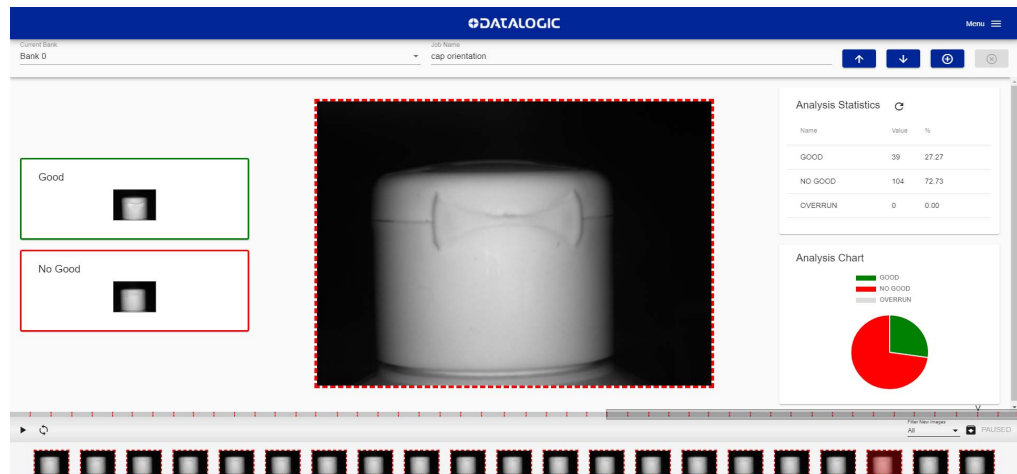 DATALOGIC
Menu
Current Bank
Bank 0
Job Name
cap orientation
Good
No Good
Analysis Statistics
Name Value %
GOOD 39 27.27
NO GOOD 104 72.73
OVERRUN 0 0.00
Analysis Chart
GOOD
NO GOOD
OVERRUN
Filter New Images
All
PAUSED